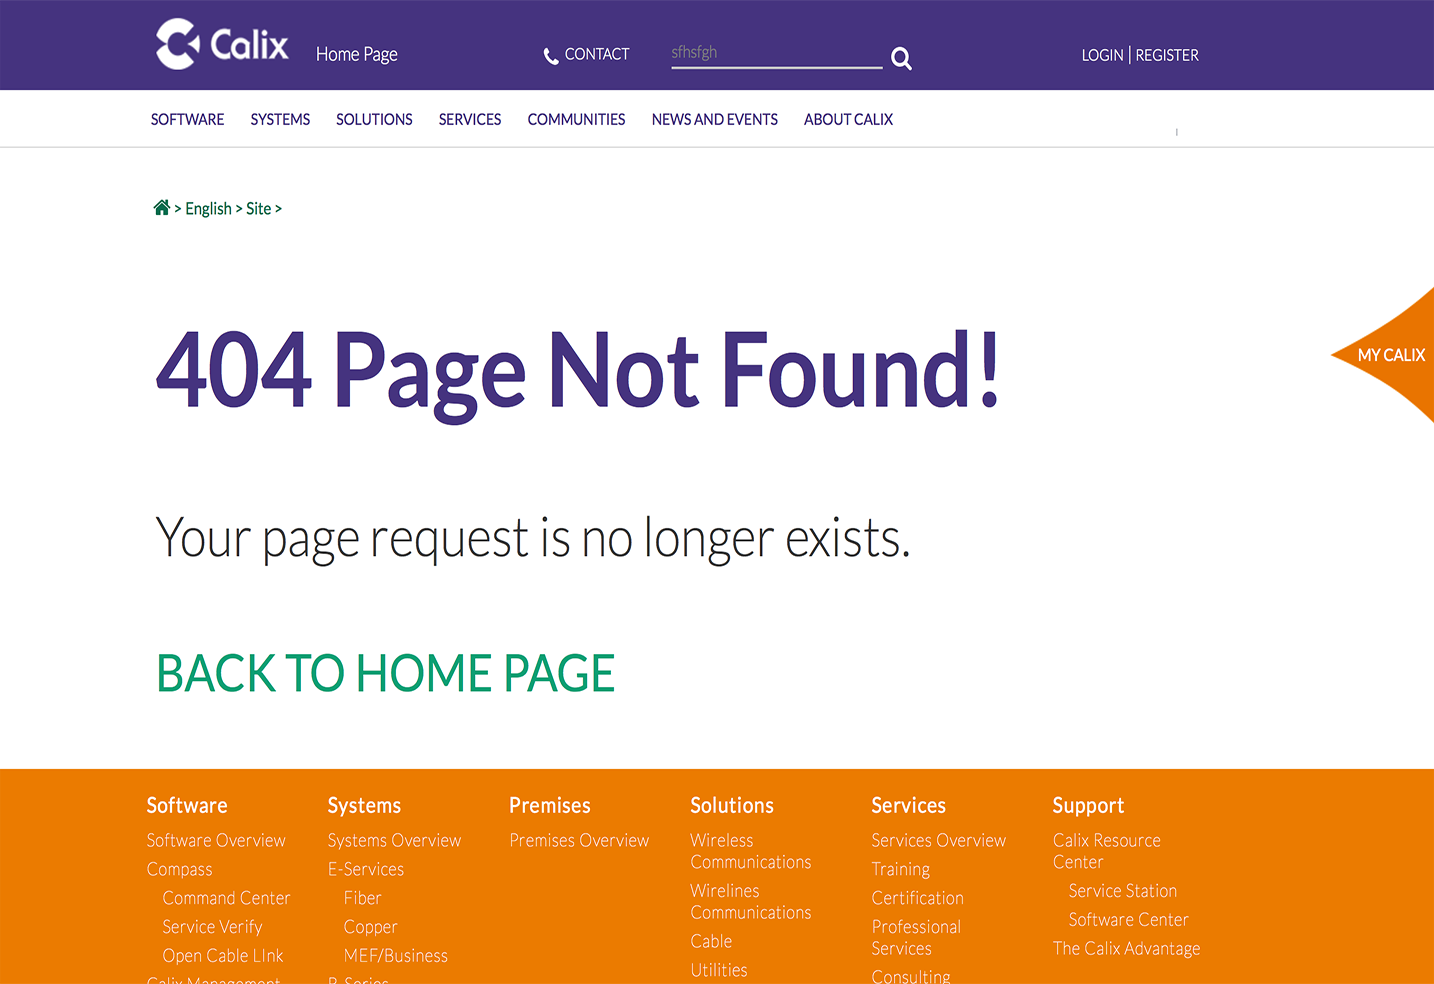 Calix Home Page CONTACT sfhsfgh LOGIN | REGISTER
SOFTWARE SYSTEMS SOLUTIONS SERVICES COMMUNITIES NEWS AND EVENTS ABOUT CALIX
> English > Site >
404 Page Not Found!
MY CALIX
Your page request is no longer exists.
BACK TO HOME PAGE
Software
Software Overview
Compass
Command Center
Service Verify
Open Cable LInk
Calix Management
Systems
Systems Overview
E-Services
Fiber
Copper
MEF/Business
Premises
Premises Overview
Solutions
Wireless
Communications
Wirelines
Communications
Cable
Utilities
Services
Services Overview
Training
Certification
Professional
Services
Consulting
Support
Calix Resource
Center
Service Station
Software Center
The Calix Advantage